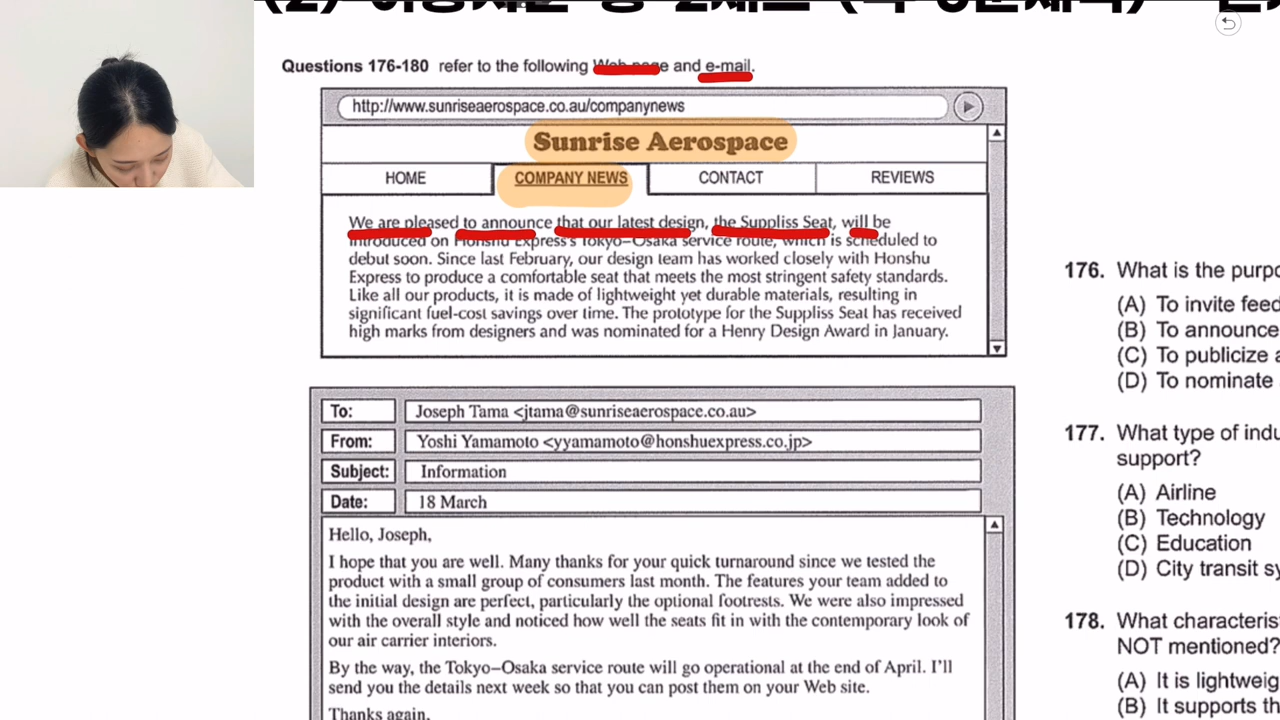 Questions 176-180 refer to the following Web page and e-mail.
http://www.sunriseaerospace.co.au/companynews
Sunrise Aerospace
HOME
COMPANY NEWS
CONTACT
REVIEWS
We are pleased to announce that our latest design, the Suppliss Seat, will be
introduced on Honshu Express's Tokyo–Osaka service route, which is scheduled to
debut soon. Since last February, our design team has worked closely with Honshu
Express to produce a comfortable seat that meets the most stringent safety standards.
Like all our products, it is made of lightweight yet durable materials, resulting in
significant fuel-cost savings over time. The prototype for the Suppliss Seat has received
high marks from designers and was nominated for a Henry Design Award in January.
To: Joseph Tama <jtama@sunriseaerospace.co.au>
From: Yoshi Yamamoto <yyamamoto@honshuexpress.co.jp>
Subject: Information
Date: 18 March
Hello, Joseph,
I hope that you are well. Many thanks for your quick turnaround since we tested the
product with a small group of consumers last month. The features your team added to
the initial design are perfect, particularly the optional footrests. We were also impressed
with the overall style and noticed how well the seats fit in with the contemporary look of
our air carrier interiors.
By the way, the Tokyo–Osaka service route will go operational at the end of April. I'll
send you the details next week so that you can post them on your Web site.
Thanks again,
176. What is the purpo
(A) To invite feed
(B) To announce
(C) To publicize a
(D) To nominate
177. What type of indu
support?
(A) Airline
(B) Technology
(C) Education
(D) City transit sy
178. What characteris
NOT mentioned?
(A) It is lightweig
(B) It supports th